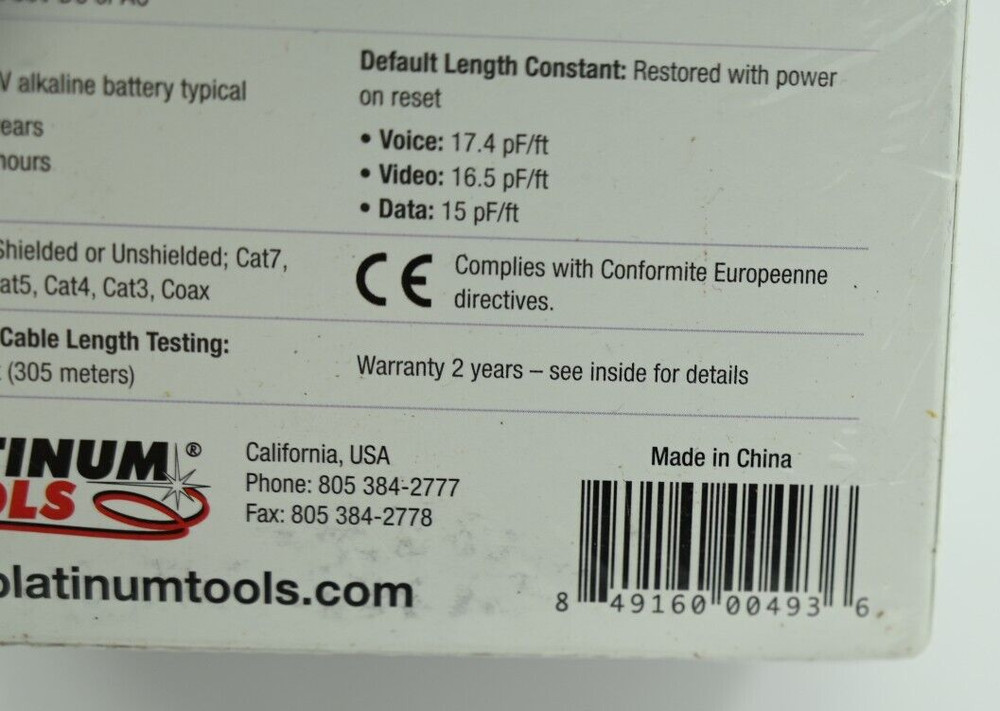 V alkaline battery typical
ears
hours
Default Length Constant: Restored with power
on reset
• Voice: 17.4 pF/ft
• Video: 16.5 pF/ft
• Data: 15 pF/ft
Shielded or Unshielded; Cat7,
at5, Cat4, Cat3, Coax
CE Complies with Conformite Europeenne
directives.
Cable Length Testing:
(305 meters)
Warranty 2 years – see inside for details
TINUM®
OLS
California, USA
Phone: 805 384-2777
Fax: 805 384-2778
platinumtools.com
Made in China
8 49160 00493 6